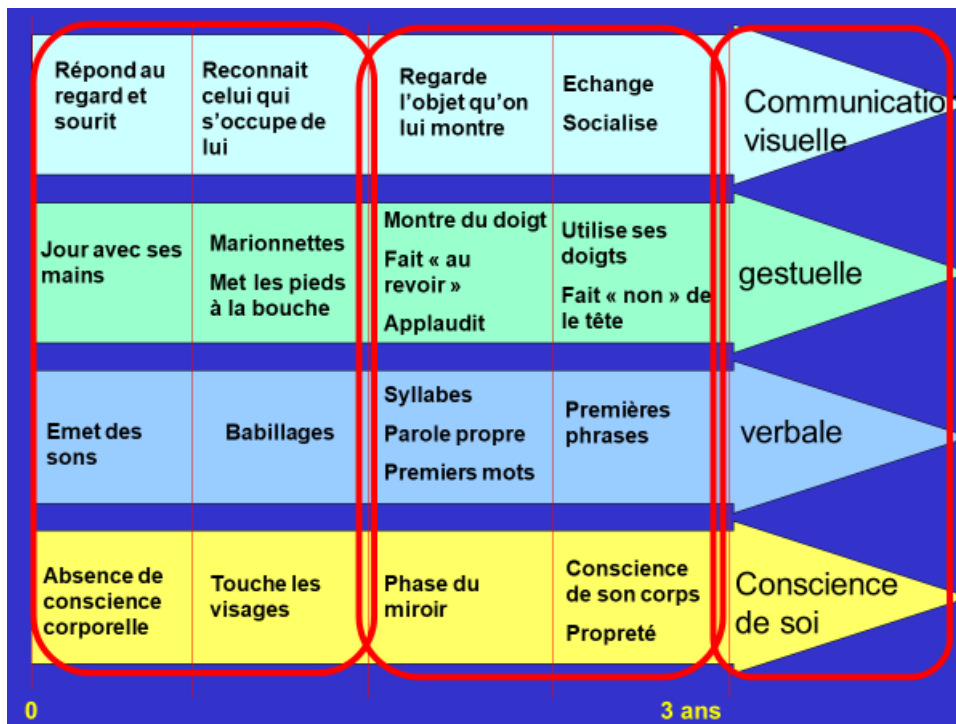 Répond au
regard et
sourit
Reconnait
celui qui
s'occupe de
lui
Regarde
l'objet qu'on
lui montre
Echange
Socialise
Communication
visuelle
Jour avec ses
mains
Marionnettes
Met les pieds
à la bouche
Montre du doigt
Fait « au
revoir »
Applaudit
Utilise ses
doigts
Fait « non » de
le tête
gestuelle
Emet des
sons
Babillages
Syllabes
Parole propre
Premiers mots
Premières
phrases
verbale
Absence de
conscience
corporelle
Touche les
visages
Phase du
miroir
Conscience
de son corps
Propreté
Conscience
de soi
0
3 ans